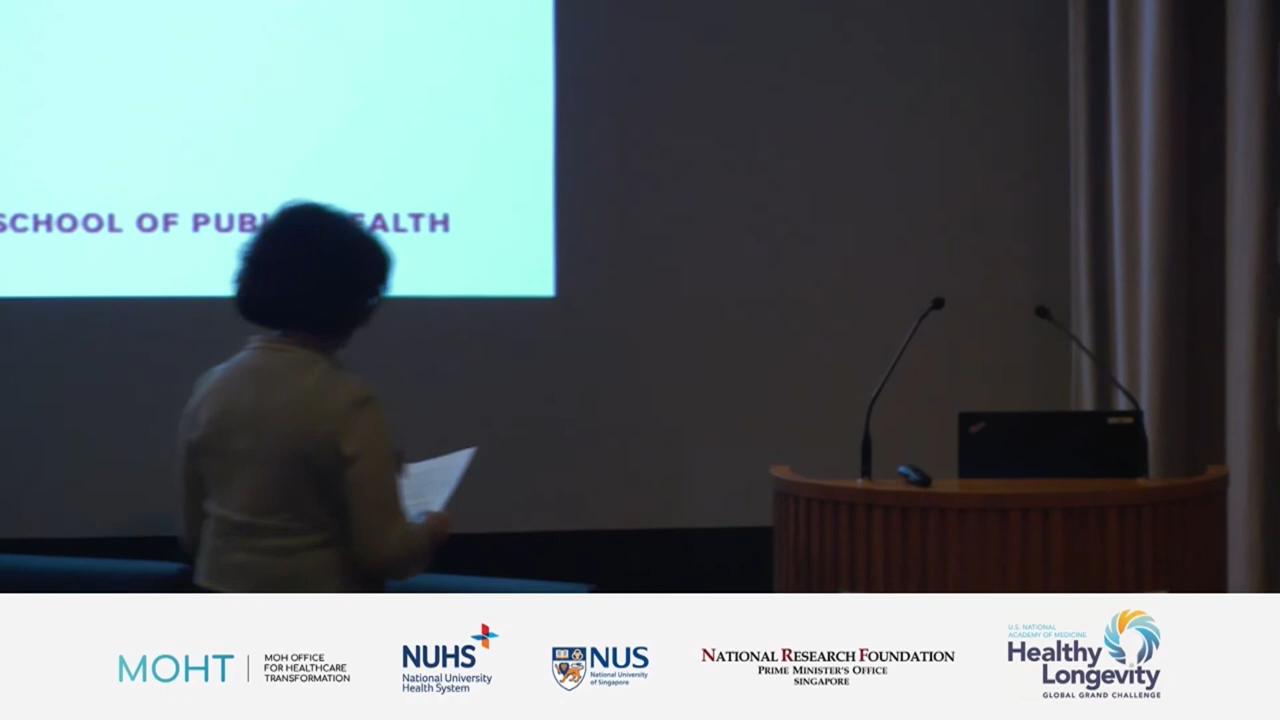 SCHOOL OF PUB EALTH
MOHT
MOH OFFICE
FOR HEALTHCARE
TRANSFORMATION
NUHS
National University
Health System
NUS
National University
of Singapore
NATIONAL RESEARCH FOUNDATION
PRIME MINISTER'S OFFICE
SINGAPORE
U.S. NATIONAL
ACADEMY OF MEDICINE
Healthy
Longevity
GLOBAL GRAND CHALLENGE